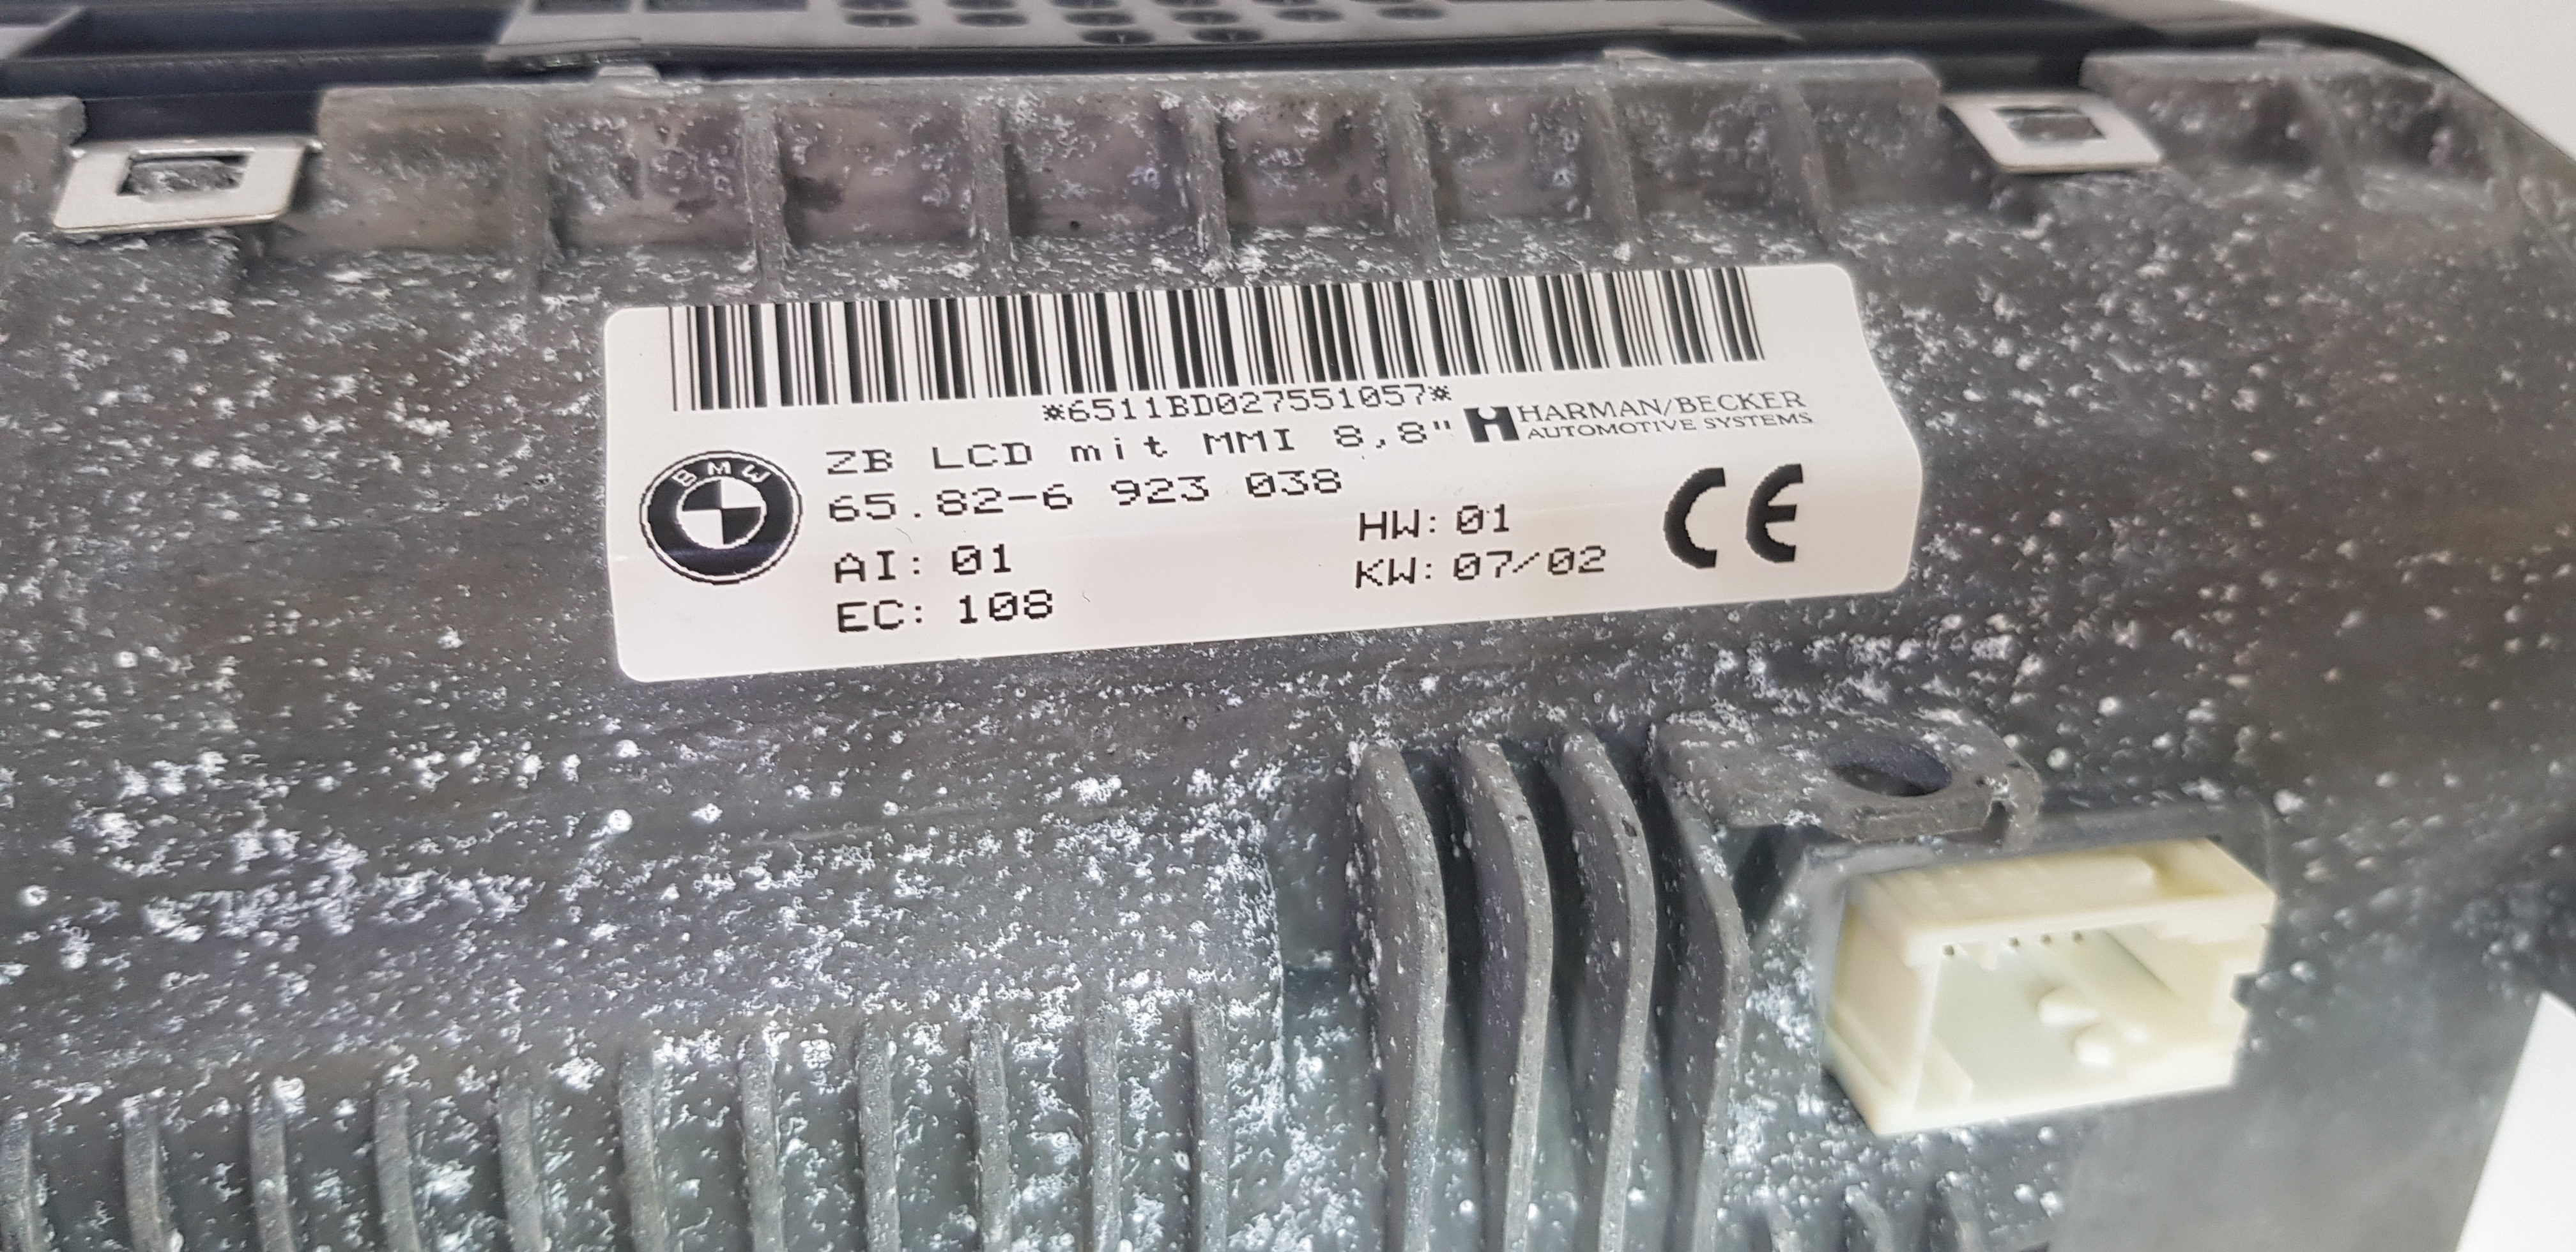 *6511BD027551057*
HARMAN/BECKER
AUTOMOTIVE SYSTEMS
ZB LCD mit MMI 8,8"
65.82-6 923 038
BMW
HW: 01
AI: 01
KW: 07/02
EC: 108
CE